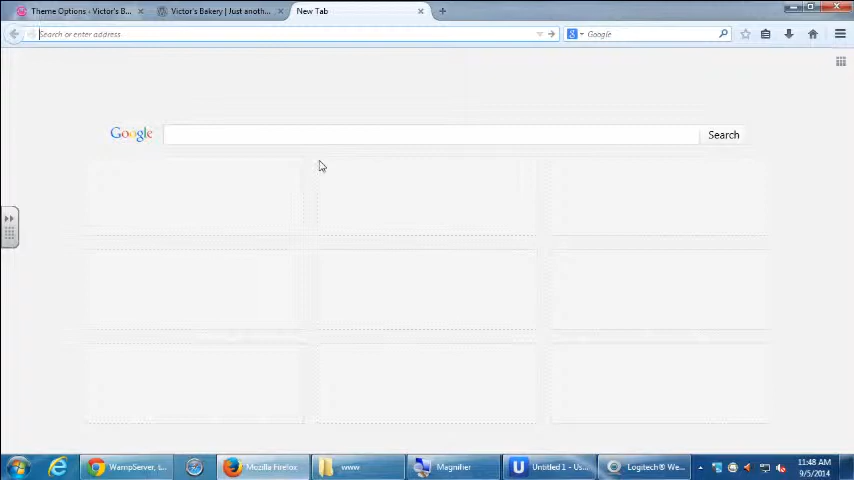 Theme Options - Victor's B...
Victor's Bakery | Just anoth...
New Tab
Search or enter address
Google
Google
Search
WampServer, t...
Mozilla Firefox
www
Magnifier
Untitled 1 - Us...
Logitech® We...
11:48 AM
9/5/2014